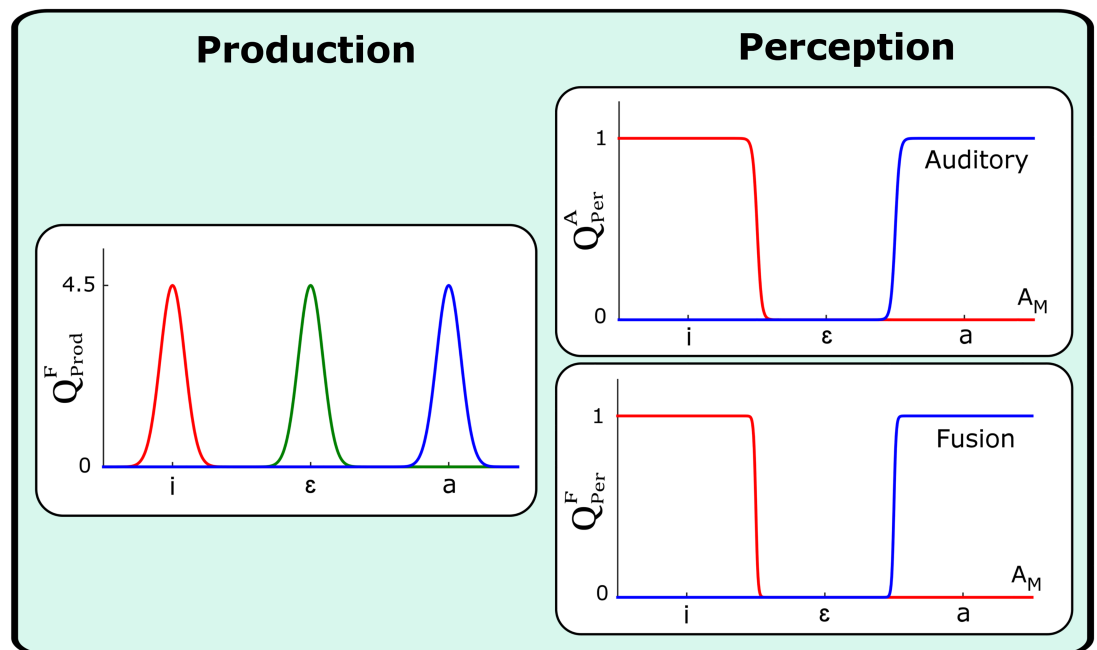 Production
4.5
Q^F_Prod
0
i ε a
Perception
1
Auditory
Q^A_Per
A_M
0
i ε a
1
Fusion
Q^F_Per
A_M
0
i ε a